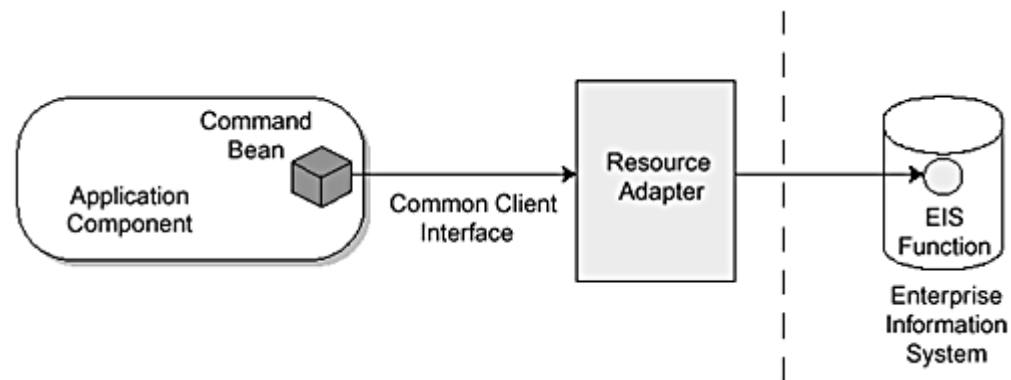 Command
Bean
Application
Component
Common Client
Interface
Resource
Adapter
EIS
Function
Enterprise
Information
System